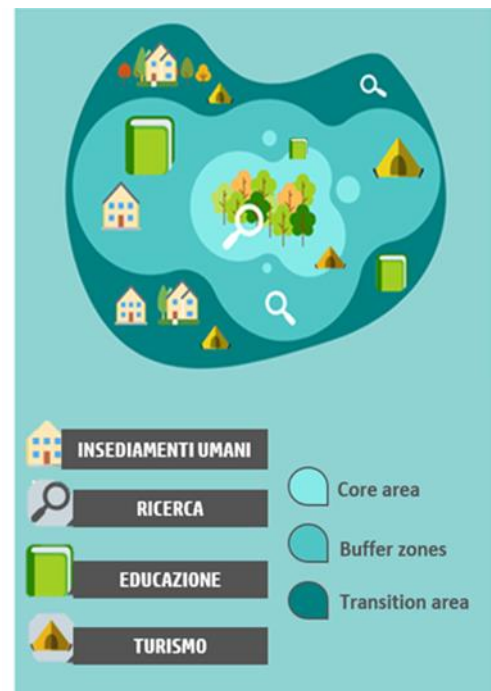 INSEDIAMENTI UMANI
RICERCA
EDUCAZIONE
TURISMO
Core area
Buffer zones
Transition area